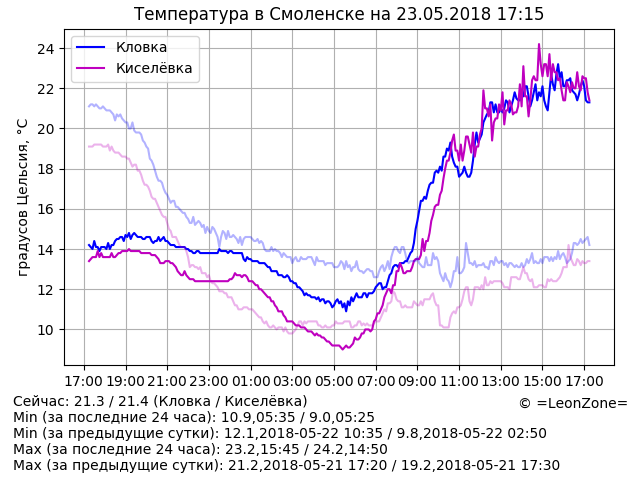 Температура в Смоленске на 23.05.2018 17:15
Кловка
Киселёвка
градусов Цельсия, °C
24
22
20
18
16
14
12
10
17:00 19:00 21:00 23:00 01:00 03:00 05:00 07:00 09:00 11:00 13:00 15:00 17:00
Сейчас: 21.3 / 21.4 (Кловка / Киселёвка)
© =LeonZone=
Min (за последние 24 часа): 10.9,05:35 / 9.0,05:25
Min (за предыдущие сутки): 12.1,2018-05-22 10:35 / 9.8,2018-05-22 02:50
Max (за последние 24 часа): 23.2,15:45 / 24.2,14:50
Max (за предыдущие сутки): 21.2,2018-05-21 17:20 / 19.2,2018-05-21 17:30